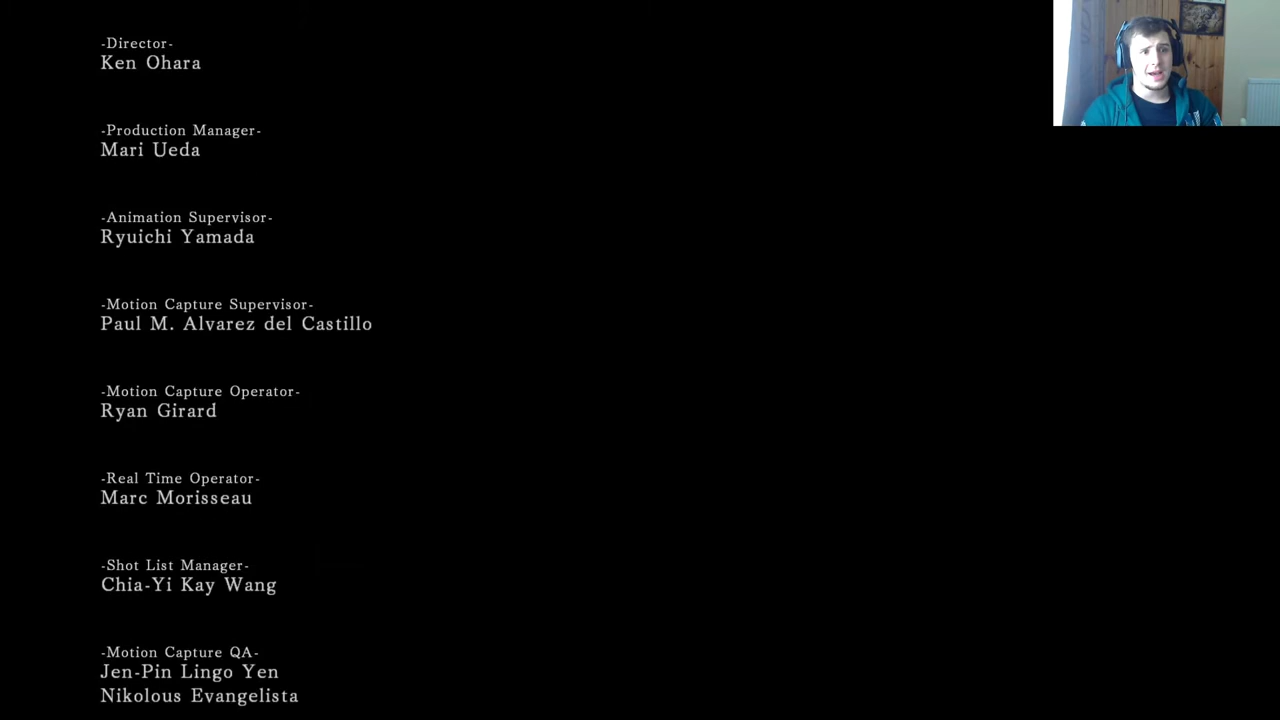 -Director-
Ken Ohara
-Production Manager-
Mari Ueda
-Animation Supervisor-
Ryuichi Yamada
-Motion Capture Supervisor-
Paul M. Alvarez del Castillo
-Motion Capture Operator-
Ryan Girard
-Real Time Operator-
Marc Morisseau
-Shot List Manager-
Chia-Yi Kay Wang
-Motion Capture QA-
Jen-Pin Lingo Yen
Nikolous Evangelista